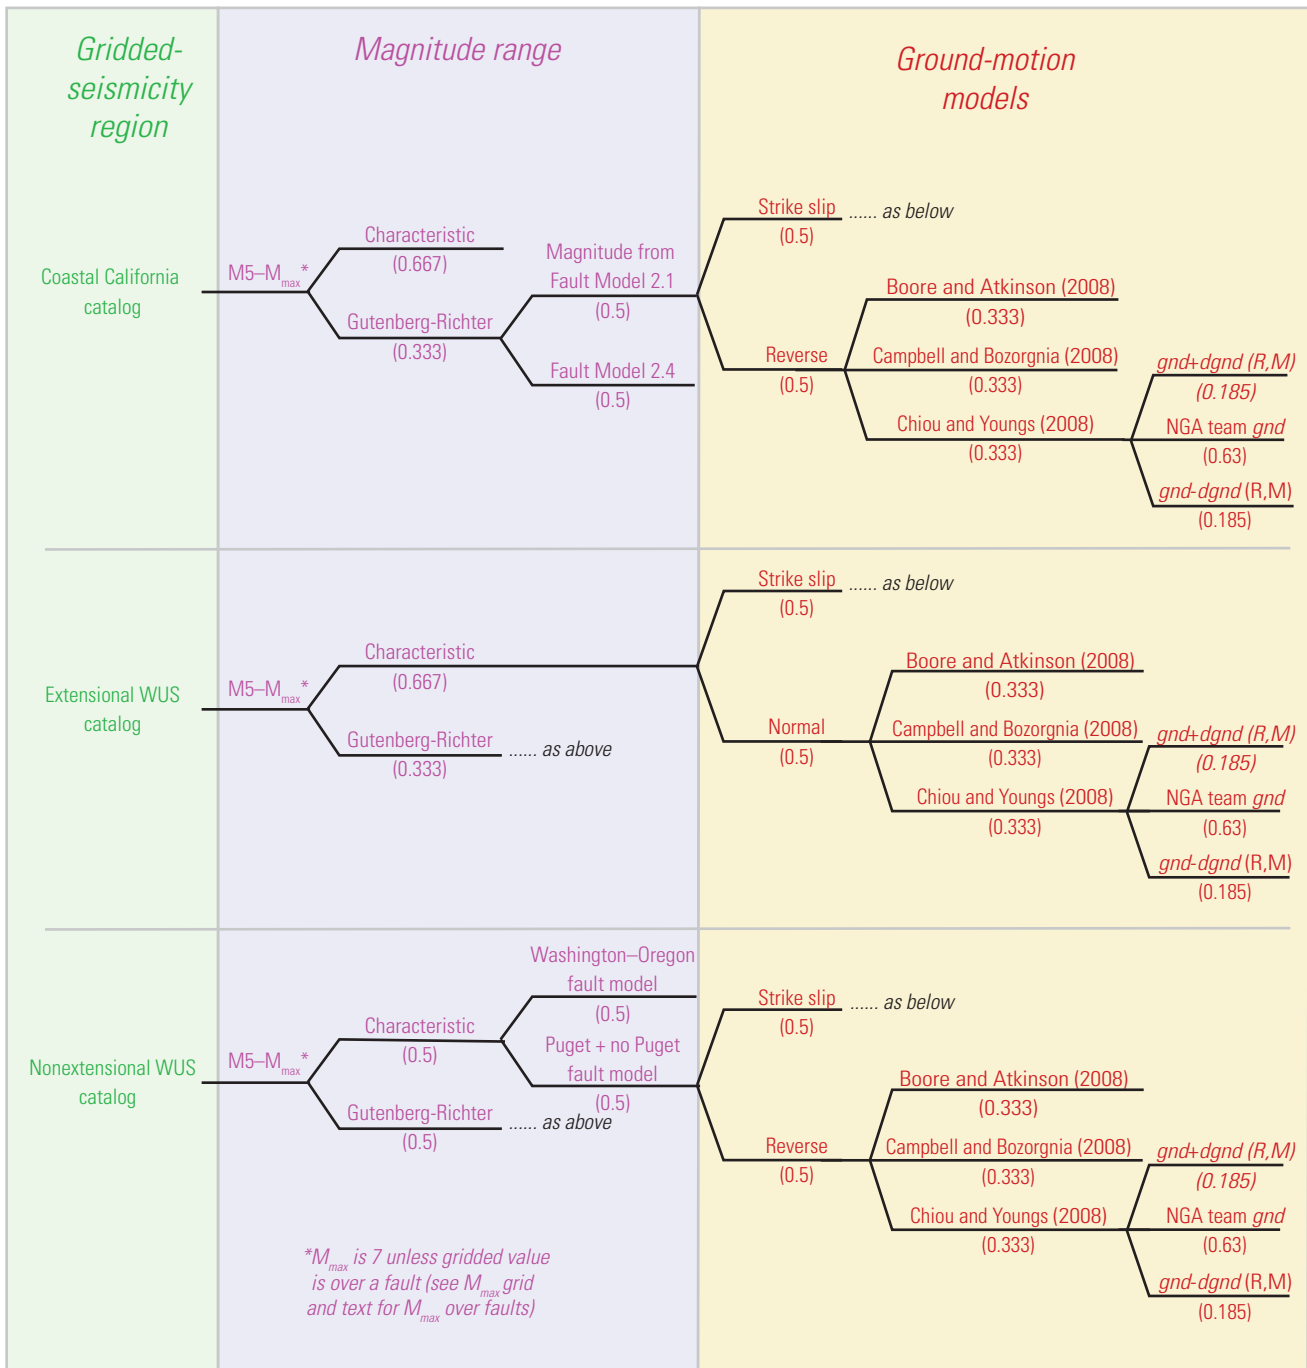 Gridded-
seismicity
region
Magnitude range
Ground-motion
models
Coastal California
catalog
M5–Mmax*
Characteristic
(0.667)
Gutenberg-Richter
(0.333)
Magnitude from
Fault Model 2.1
(0.5)
Fault Model 2.4
(0.5)
Strike slip ...... as below
(0.5)
Reverse
(0.5)
Boore and Atkinson (2008)
(0.333)
Campbell and Bozorgnia (2008)
(0.333)
Chiou and Youngs (2008)
(0.333)
gnd+dgnd (R,M)
(0.185)
NGA team gnd
(0.63)
gnd-dgnd (R,M)
(0.185)
Extensional WUS
catalog
M5–Mmax*
Characteristic
(0.667)
Gutenberg-Richter ...... as above
(0.333)
Strike slip ...... as below
(0.5)
Normal
(0.5)
Boore and Atkinson (2008)
(0.333)
Campbell and Bozorgnia (2008)
(0.333)
Chiou and Youngs (2008)
(0.333)
gnd+dgnd (R,M)
(0.185)
NGA team gnd
(0.63)
gnd-dgnd (R,M)
(0.185)
Nonextensional WUS
catalog
M5–Mmax*
Characteristic
(0.5)
Gutenberg-Richter ...... as above
(0.5)
Washington–Oregon
fault model
(0.5)
Puget + no Puget
fault model
(0.5)
Strike slip ...... as below
(0.5)
Reverse
(0.5)
Boore and Atkinson (2008)
(0.333)
Campbell and Bozorgnia (2008)
(0.333)
Chiou and Youngs (2008)
(0.333)
gnd+dgnd (R,M)
(0.185)
NGA team gnd
(0.63)
gnd-dgnd (R,M)
(0.185)
*Mmax is 7 unless gridded value
is over a fault (see Mmax grid
and text for Mmax over faults)